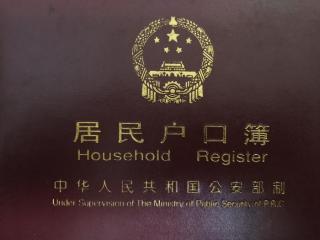 居民户口簿
Household Register
中华人民共和国公安部制
Under Supervision of The Ministry of Public Security of P.R.C